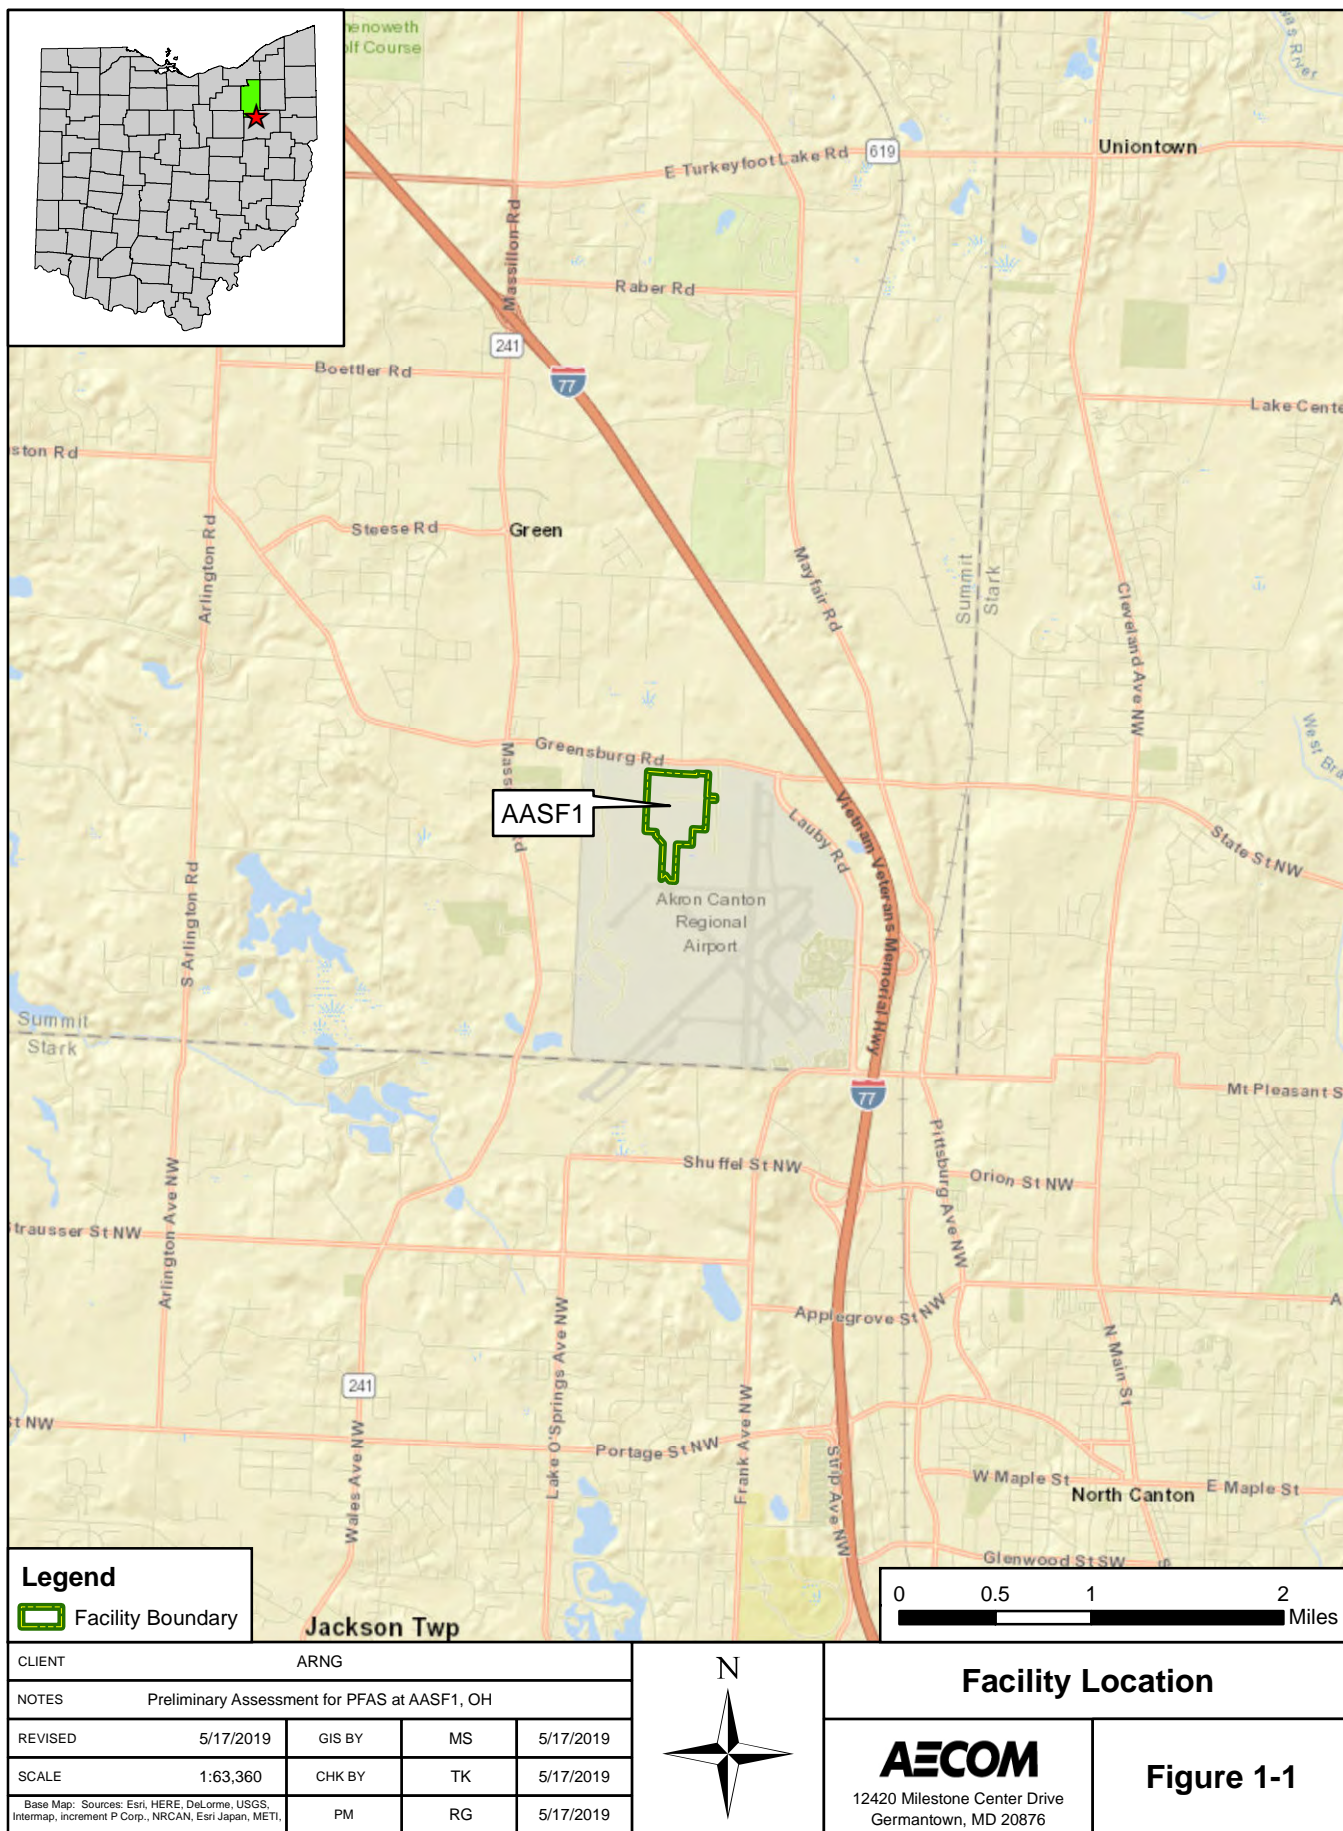 enoweth
lf Course
as River
619
Uniontown
E Turkeyfoot Lake Rd
Massillon Rd
Raber Rd
241
Boettler Rd
77
Lake Cente
ston Rd
Steese Rd
Green
Arlington Rd
Mayfair Rd
Summit
Stark
Cleveland Ave NW
West Bra
Greensburg Rd
Mass
rd
AASF1
Lauby Rd
Vietnam Veterans Memorial Hwy
State St NW
S Arlington Rd
Akron Canton
Regional
Airport
Summit
Stark
77
Mt Pleasant S
Shuffel St NW
Pittsburg Ave NW
Orion St NW
Arlington Ave NW
trausser St NW
Applegrove St NW
A
N Main St
Lake O'Springs Ave NW
241
Frank Ave NW
t NW
Wales Ave NW
Portage St NW
Strip Ave NW
W Maple St
E Maple St
North Canton
Glenwood St SW
S
Legend
Facility Boundary
Jackson Twp
0 0.5 1 2
Miles
CLIENT ARNG
NOTES Preliminary Assessment for PFAS at AASF1, OH
REVISED 5/17/2019 GIS BY MS 5/17/2019
SCALE 1:63,360 CHK BY TK 5/17/2019
Base Map: Sources: Esri, HERE, DeLorme, USGS,
Intermap, increment P Corp., NRCAN, Esri Japan, METI,
PM RG 5/17/2019
N
Facility Location
AECOM
12420 Milestone Center Drive
Germantown, MD 20876
Figure 1-1